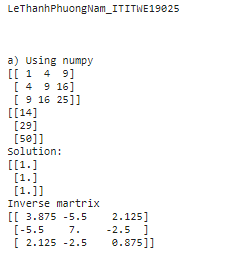 LeThanhPhuongNam_ITITWE19025
a) Using numpy
[[ 1  4  9]
 [ 4  9 16]
 [ 9 16 25]]
[[14]
 [29]
 [50]]
Solution:
[[1.]
 [1.]
 [1.]]
Inverse martrix
[[ 3.875 -5.5    2.125]
 [-5.5    7.    -2.5  ]
 [ 2.125 -2.5    0.875]]